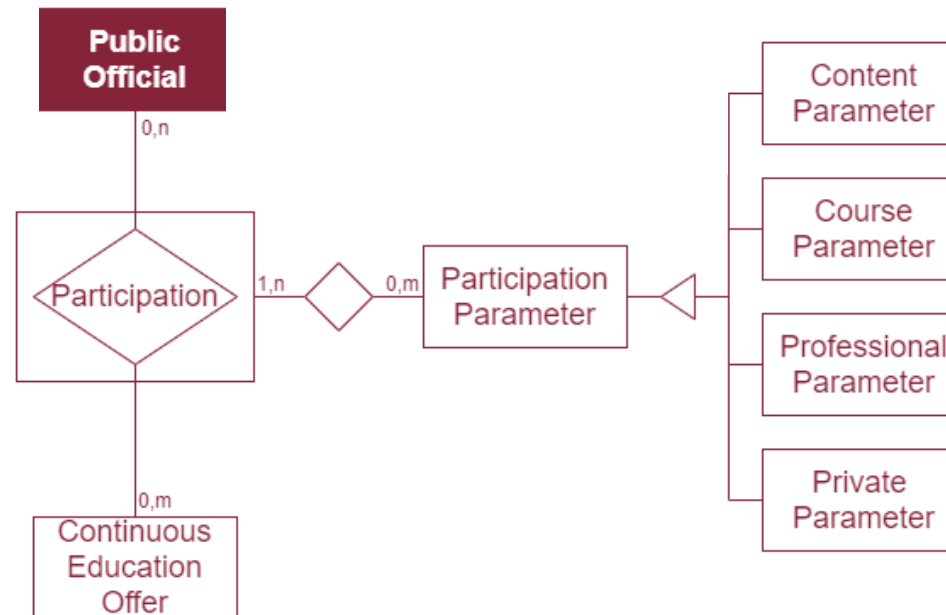 Public
Official
0,n
Participation
1,n
0,m
Participation
Parameter
0,m
Continuous
Education
Offer
Content
Parameter
Course
Parameter
Professional
Parameter
Private
Parameter